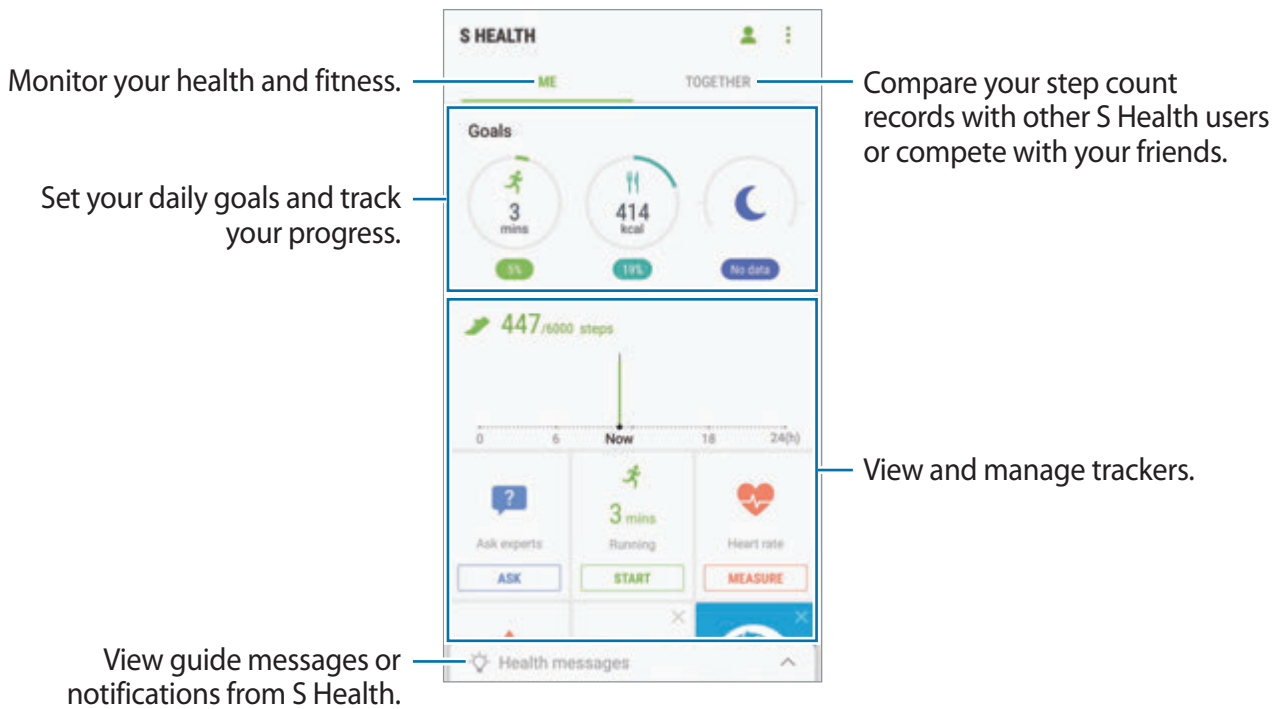 S HEALTH
Monitor your health and fitness.
ME
TOGETHER
Compare your step count
records with other S Health users
or compete with your friends.
Goals
Set your daily goals and track
your progress.
3
mins
414
kcal
5%
19%
No data
447/6000 steps
0 6 Now 18 24(h)
View and manage trackers.
3 mins
Ask experts
Running
Heart rate
ASK
START
MEASURE
View guide messages or
notifications from S Health.
Health messages